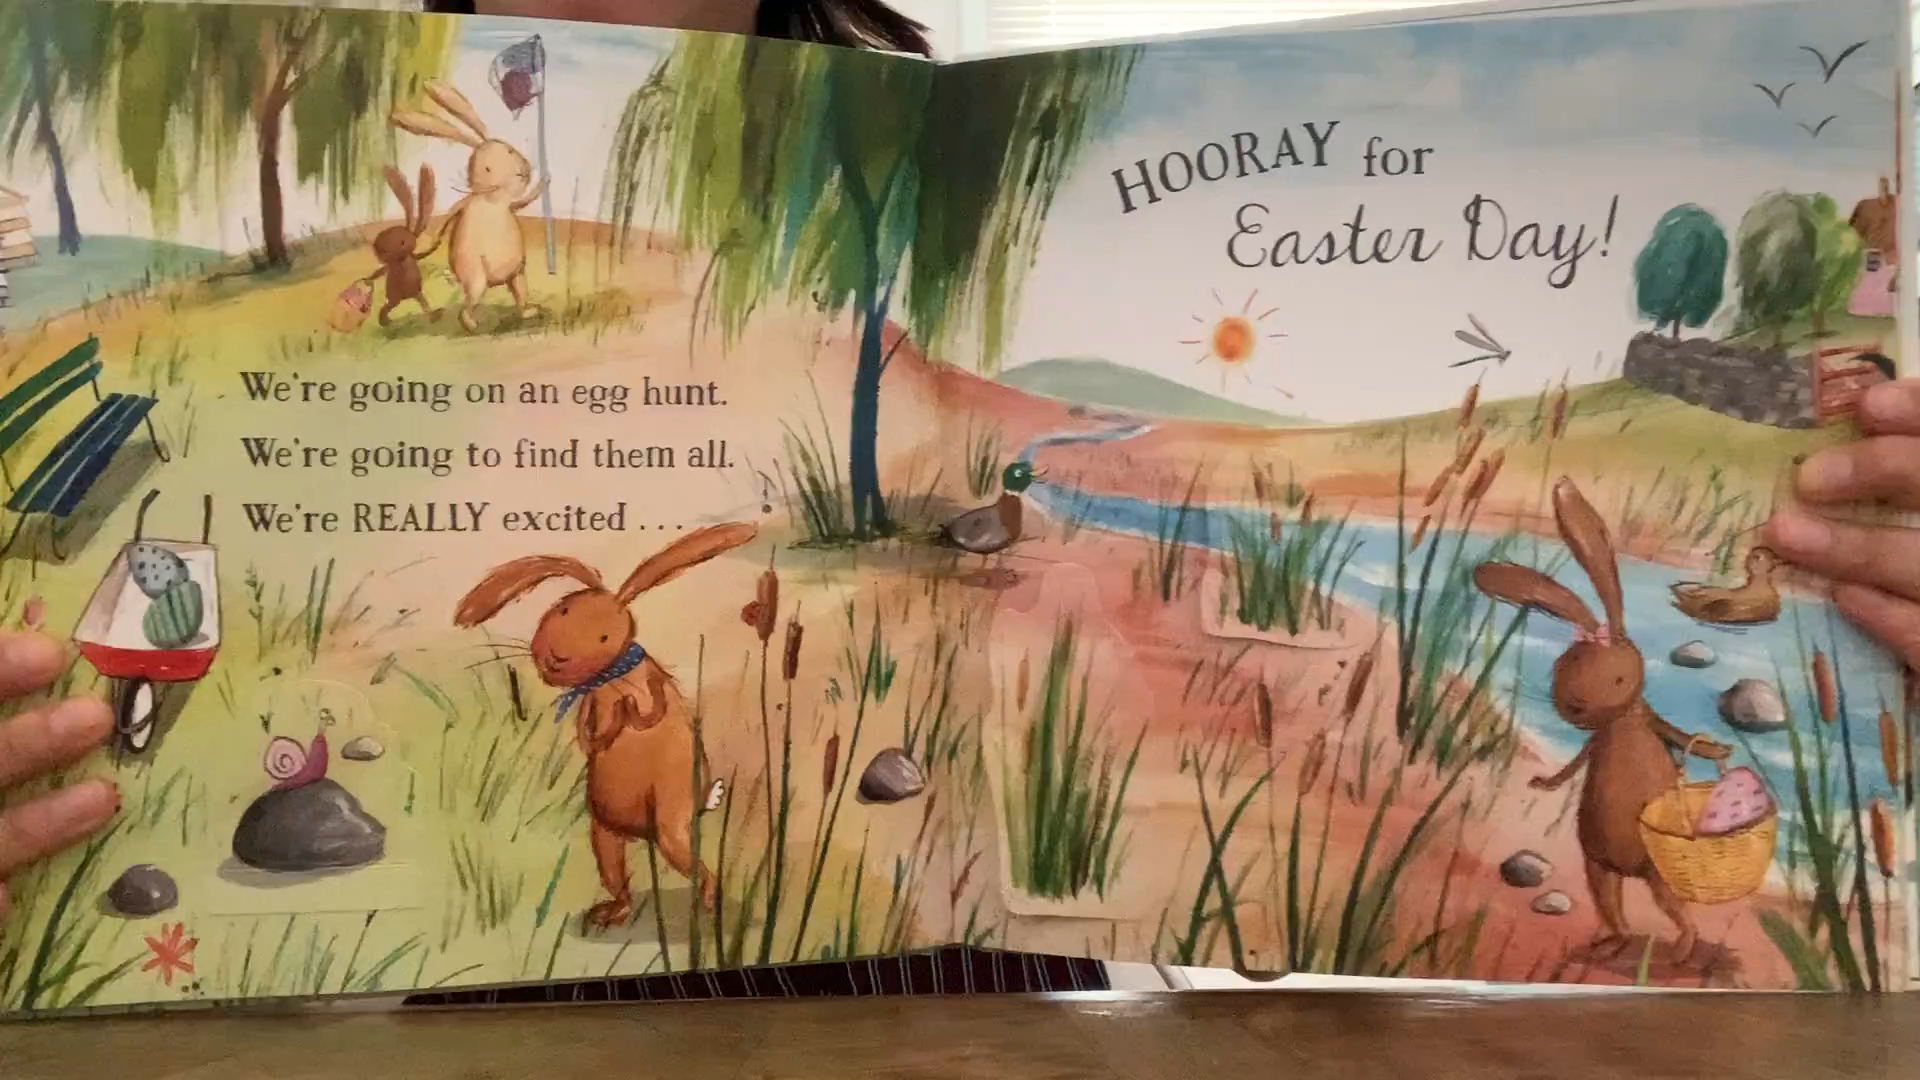 We're going on an egg hunt.
We're going to find them all.
We're REALLY excited . . .
HOORAY for
Easter Day!